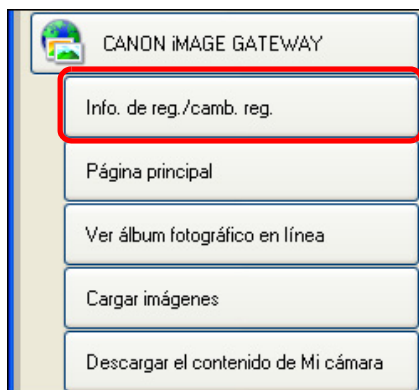 CANON iMAGE GATEWAY
Info. de reg./camb. reg.
Página principal
Ver álbum fotográfico en línea
Cargar imágenes
Descargar el contenido de Mi cámara